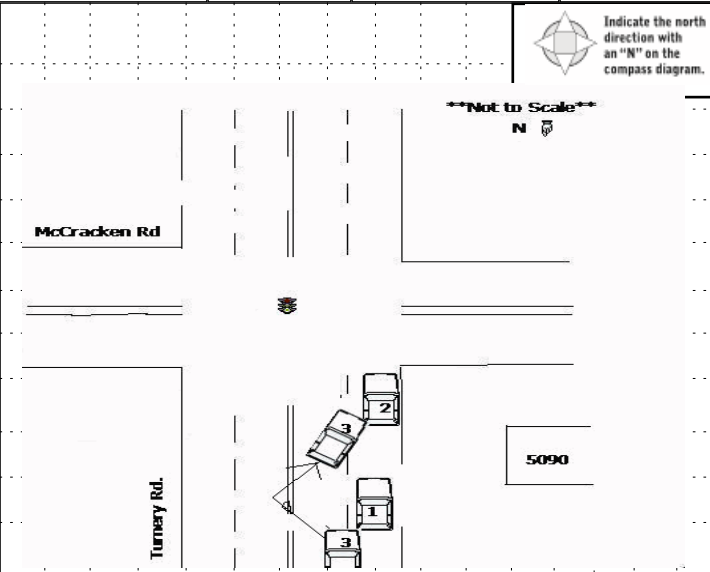 Indicate the north
direction with
an “N” on the
compass diagram.
**Not to Scale**
N
McCracken Rd
2
3
5090
1
3
Turnery Rd.